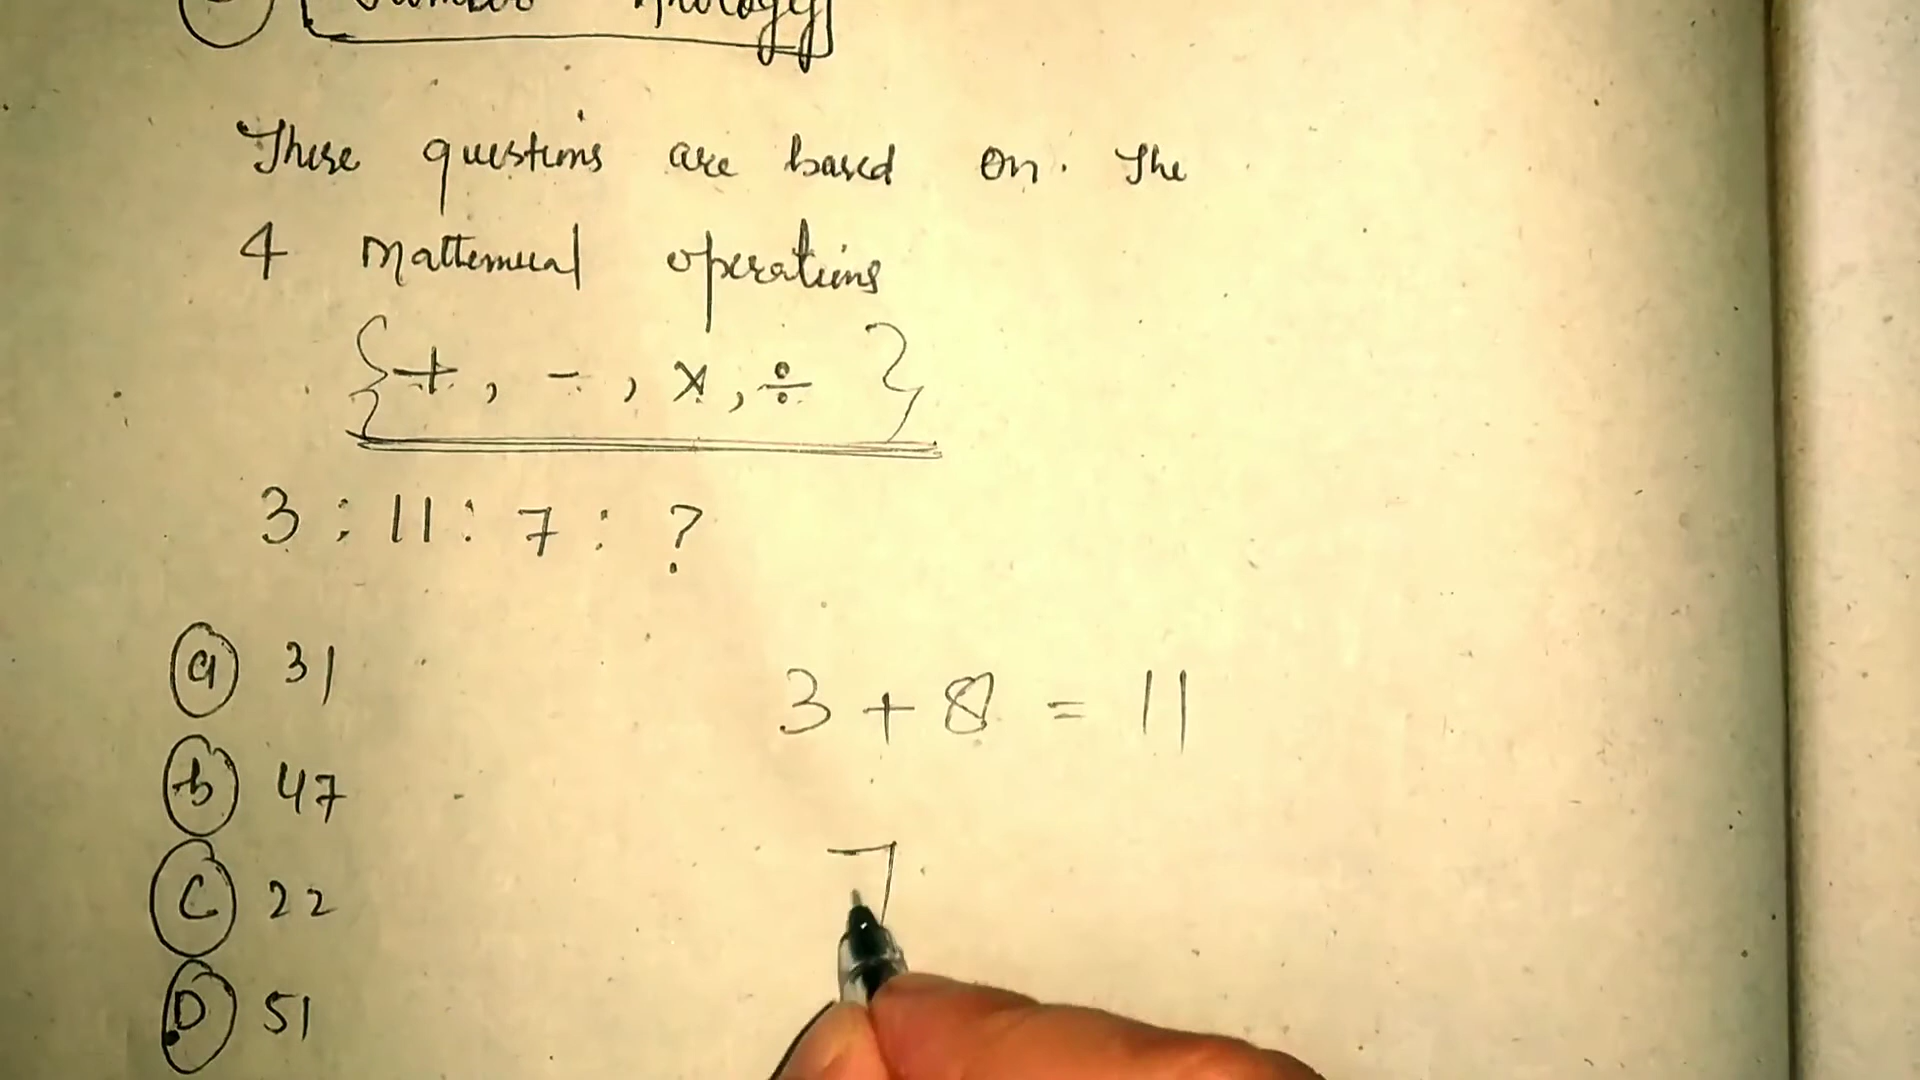 These questions are based on. The
4 Mathemical operations
{+, -, x, ÷}
3 : 11 : 7 : ?
a 31
3 + 8 = 11
b 47
7
C 22
D 51